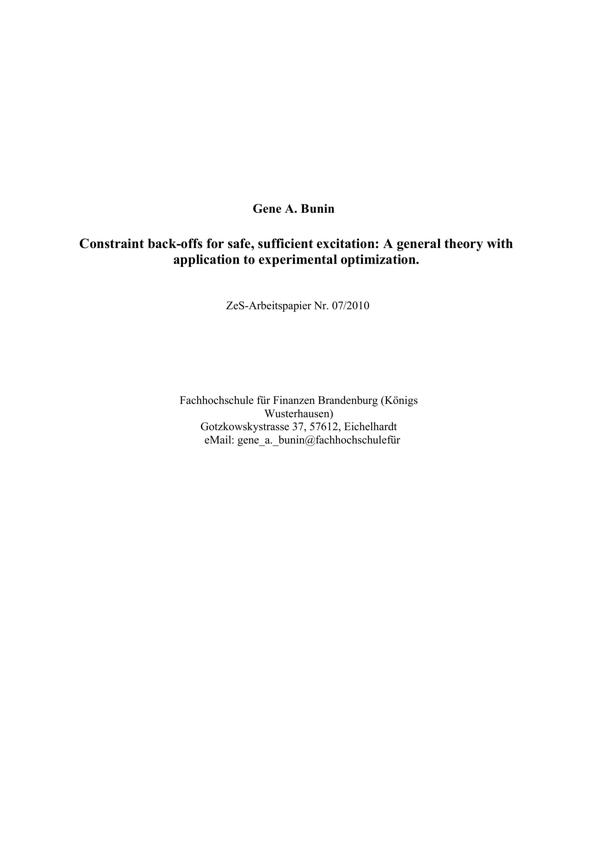 Gene A. Bunin
Constraint back-offs for safe, sufficient excitation: A general theory with
application to experimental optimization.
ZeS-Arbeitspapier Nr. 07/2010
Fachhochschule für Finanzen Brandenburg (Königs
Wusterhausen)
Gotzkowskystrasse 37, 57612, Eichelhardt
eMail: gene_a._bunin@fachhochschulefür